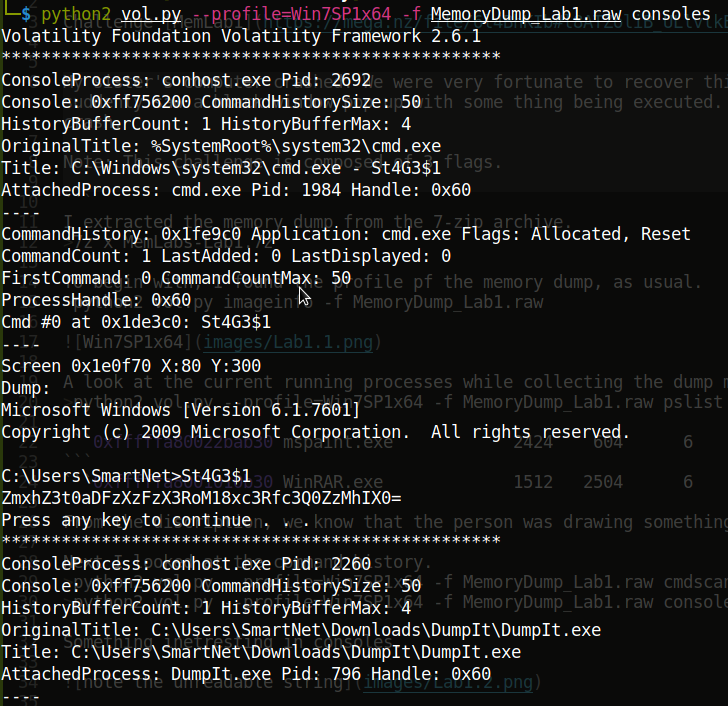 └─$ python2 vol.py --profile=Win7SP1x64 -f MemoryDump_Lab1.raw consoles
Volatility Foundation Volatility Framework 2.6.1
**************************************************
ConsoleProcess: conhost.exe Pid: 2692
Console: 0xff756200 CommandHistorySize: 50
HistoryBufferCount: 1 HistoryBufferMax: 4
OriginalTitle: %SystemRoot%\system32\cmd.exe
Title: C:\Windows\system32\cmd.exe - St4G3$1
AttachedProcess: cmd.exe Pid: 1984 Handle: 0x60
----
CommandHistory: 0x1fe9c0 Application: cmd.exe Flags: Allocated, Reset
CommandCount: 1 LastAdded: 0 LastDisplayed: 0
FirstCommand: 0 CommandCountMax: 50
ProcessHandle: 0x60
Cmd #0 at 0x1de3c0: St4G3$1
----
Screen 0x1e0f70 X:80 Y:300
Dump:
Microsoft Windows [Version 6.1.7601]
Copyright (c) 2009 Microsoft Corporation.  All rights reserved.
C:\Users\SmartNet>St4G3$1
ZmxhZ3t0aDFzXzFzX3RoM18xc3Rfc3Q0ZzMhIX0=
Press any key to continue . . .
**************************************************
ConsoleProcess: conhost.exe Pid: 2260
Console: 0xff756200 CommandHistorySize: 50
HistoryBufferCount: 1 HistoryBufferMax: 4
OriginalTitle: C:\Users\SmartNet\Downloads\DumpIt\DumpIt.exe
Title: C:\Users\SmartNet\Downloads\DumpIt\DumpIt.exe
AttachedProcess: DumpIt.exe Pid: 796 Handle: 0x60
----